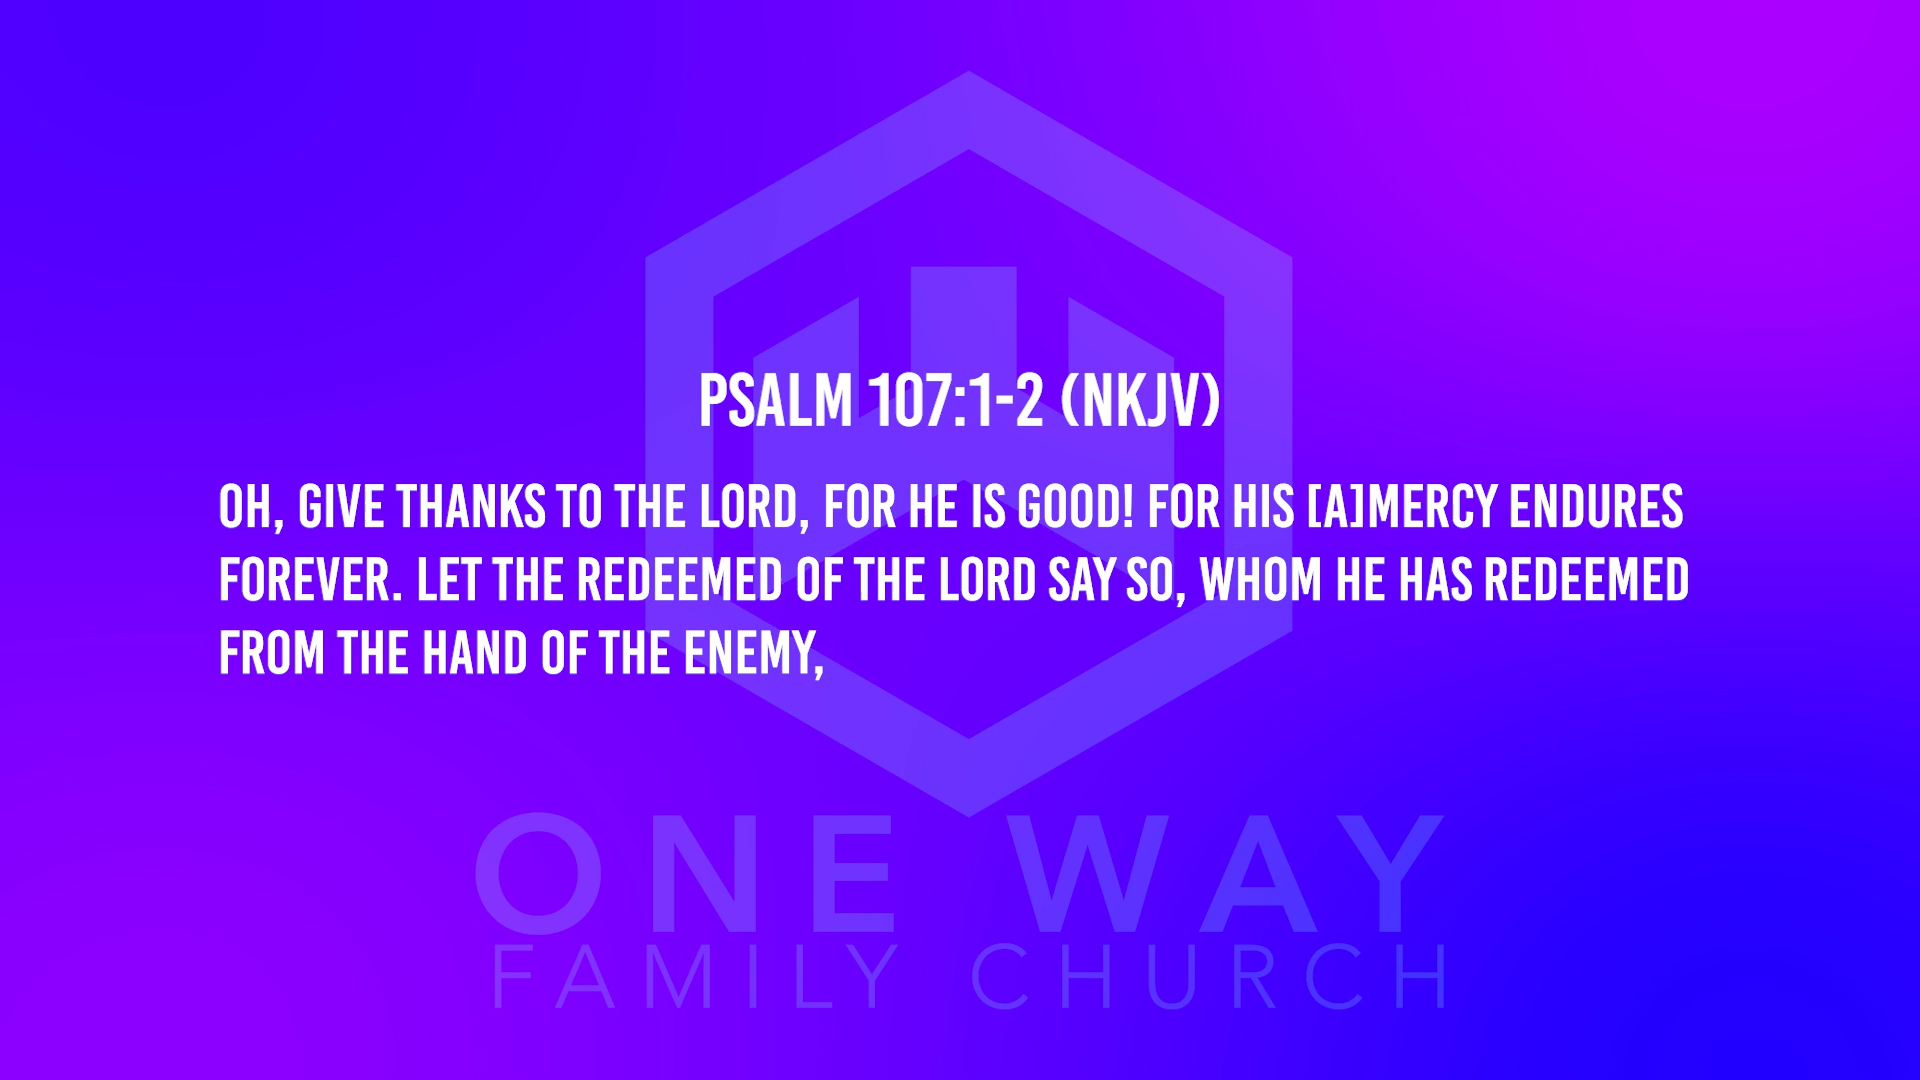 PSALM 107:1-2 (NKJV)
OH, GIVE THANKS TO THE LORD, FOR HE IS GOOD! FOR HIS [A]MERCY ENDURES
FOREVER. LET THE REDEEMED OF THE LORD SAY SO, WHOM HE HAS REDEEMED
FROM THE HAND OF THE ENEMY,
ONE WAY
FAMILY CHURCH